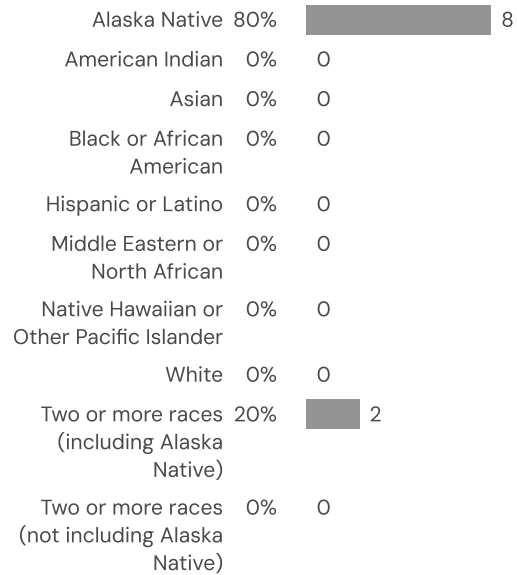 Alaska Native 80% 8
American Indian 0% 0
Asian 0% 0
Black or African 0% 0
American
Hispanic or Latino 0% 0
Middle Eastern or 0% 0
North African
Native Hawaiian or 0% 0
Other Pacific Islander
White 0% 0
Two or more races 20% 2
(including Alaska
Native)
Two or more races 0% 0
(not including Alaska
Native)